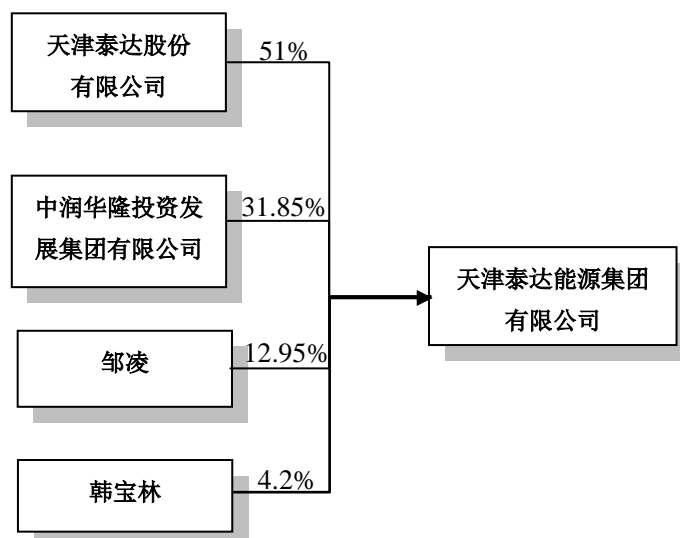 天津泰达股份
有限公司
51%
中润华隆投资发
展集团有限公司
31.85%
天津泰达能源集团
有限公司
邹凌
12.95%
韩宝林
4.2%